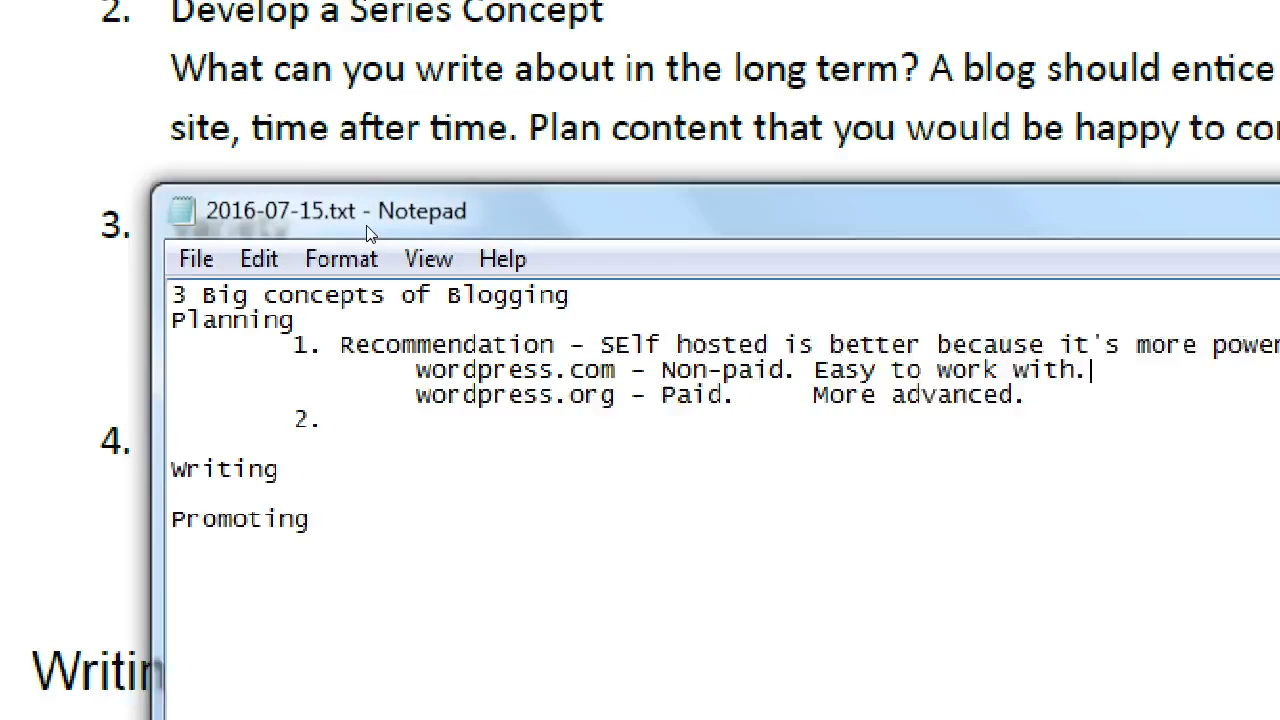 2. Develop a Series Concept
What can you write about in the long term? A blog should entice
site, time after time. Plan content that you would be happy to
3.
2016-07-15.txt - Notepad
File Edit Format View Help
3 Big concepts of Blogging
Planning
1. Recommendation - SElf hosted is better because it's more power
wordpress.com - Non-paid. Easy to work with.
wordpress.org - Paid. More advanced.
2.
4.
Writing
Promoting
Writin